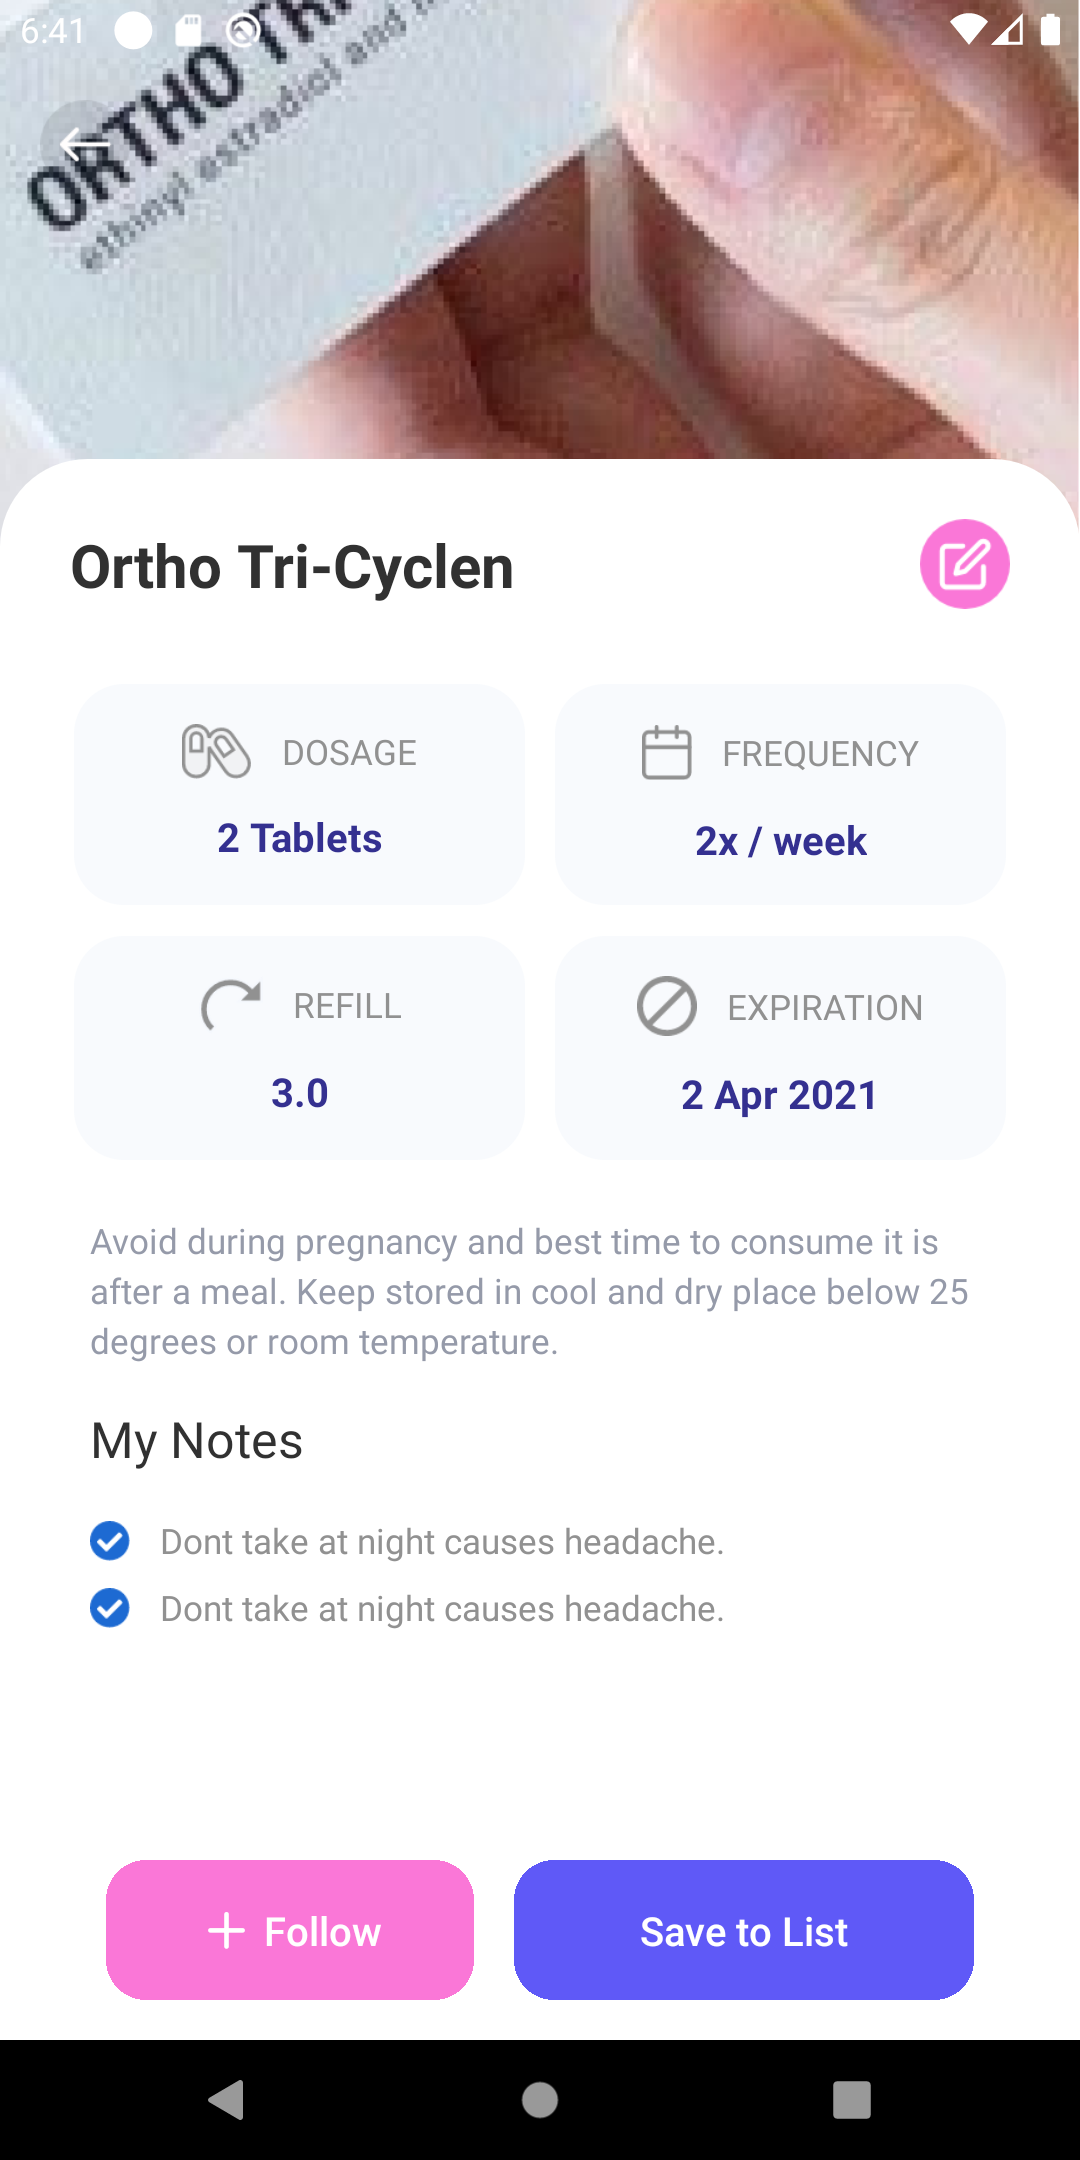 6:41
ORTHO TRI
ethinyl estradiol and
Ortho Tri-Cyclen
DOSAGE
2 Tablets
FREQUENCY
2x / week
REFILL
3.0
EXPIRATION
2 Apr 2021
Avoid during pregnancy and best time to consume it is
after a meal. Keep stored in cool and dry place below 25
degrees or room temperature.
My Notes
Dont take at night causes headache.
Dont take at night causes headache.
Follow
Save to List